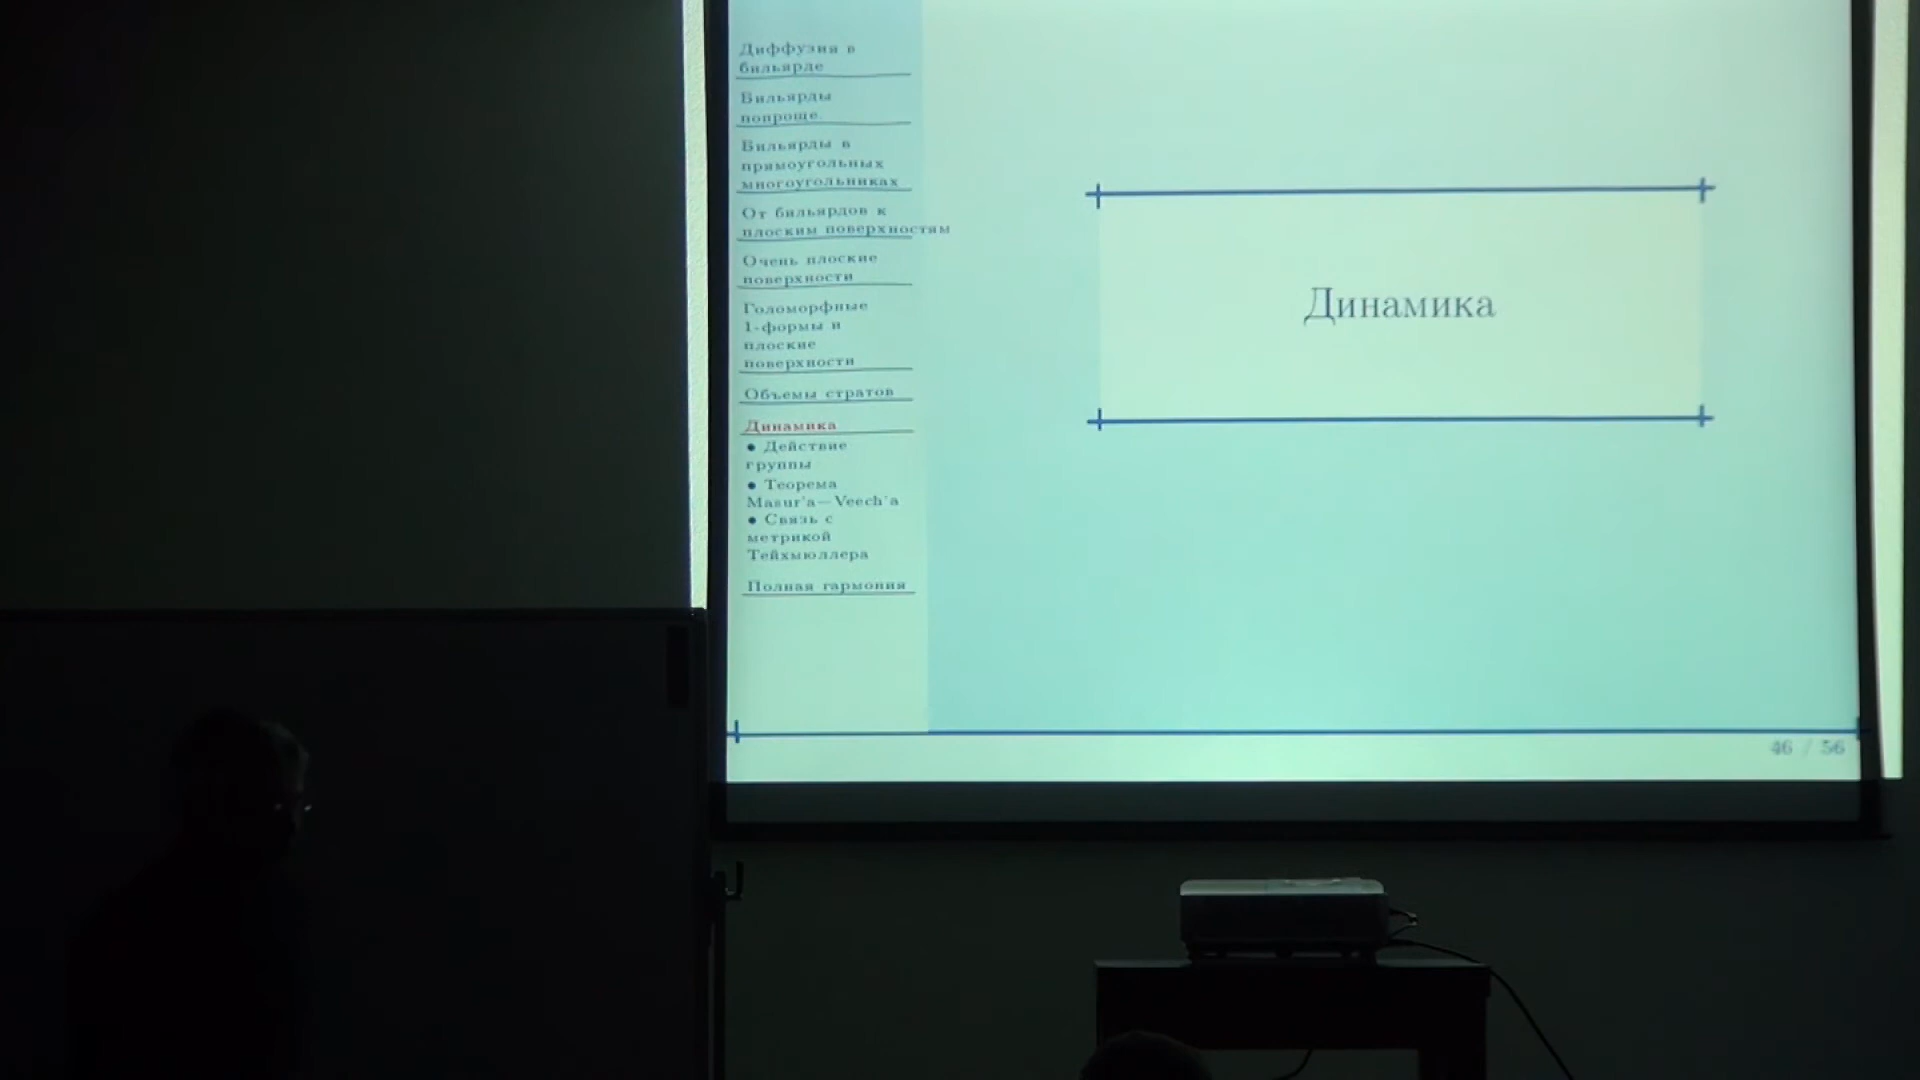 Диффузия в
бильярде
Бильярды
попроще
Бильярды в
прямоугольных
многоугольниках
От бильярдов к
плоским поверхностям
Очень плоские
поверхности
Голоморфные
1-формы и
плоские
поверхности
Объемы стратов
Динамика
● Действие
группы
● Теорема
Masur'а—Veech'а
● Связь с
метрикой
Тейхмюллера
Полная гармония
Динамика
46 / 56